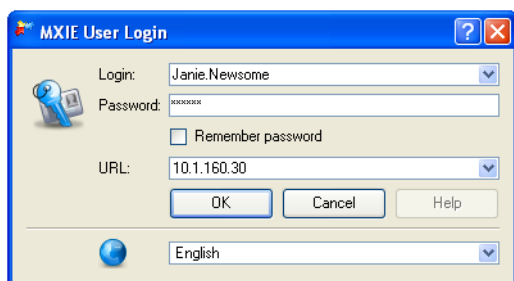 MXIE User Login
Login: Janie.Newsome
Password: ××××××
Remember password
URL: 10.1.160.30
OK Cancel Help
English